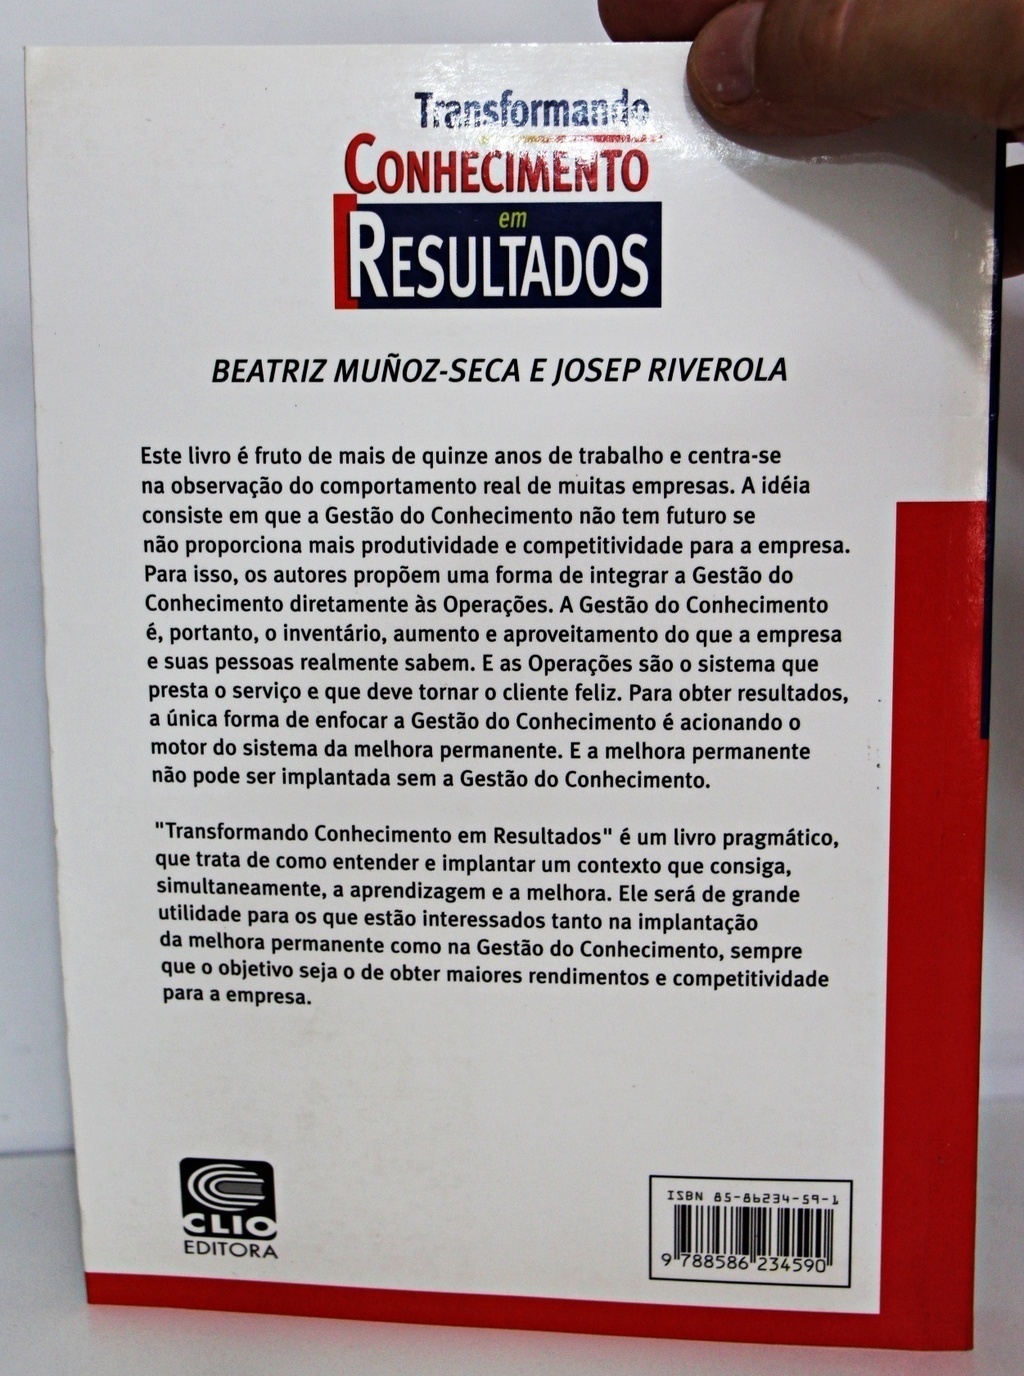 Transformando
CONHECIMENTO
em
RESULTADOS
BEATRIZ MUÑOZ-SECA E JOSEP RIVEROLA
Este livro é fruto de mais de quinze anos de trabalho e centra-se
na observação do comportamento real de muitas empresas. A idéia
consiste em que a Gestão do Conhecimento não tem futuro se
não proporciona mais produtividade e competitividade para a empresa.
Para isso, os autores propõem uma forma de integrar a Gestão do
Conhecimento diretamente às Operações. A Gestão do Conhecimento
é, portanto, o inventário, aumento e aproveitamento do que a empresa
e suas pessoas realmente sabem. E as Operações são o sistema que
presta o serviço e que deve tornar o cliente feliz. Para obter resultados,
a única forma de enfocar a Gestão do Conhecimento é acionando o
motor do sistema da melhora permanente. E a melhora permanente
não pode ser implantada sem a Gestão do Conhecimento.
"Transformando Conhecimento em Resultados" é um livro pragmático,
que trata de como entender e implantar um contexto que consiga,
simultaneamente, a aprendizagem e a melhora. Ele será de grande
utilidade para os que estão interessados tanto na implantação
da melhora permanente como na Gestão do Conhecimento, sempre
que o objetivo seja o de obter maiores rendimentos e competitividade
para a empresa.
CLIO
EDITORA
ISBN 85-86234-59-1
9 788586 234590